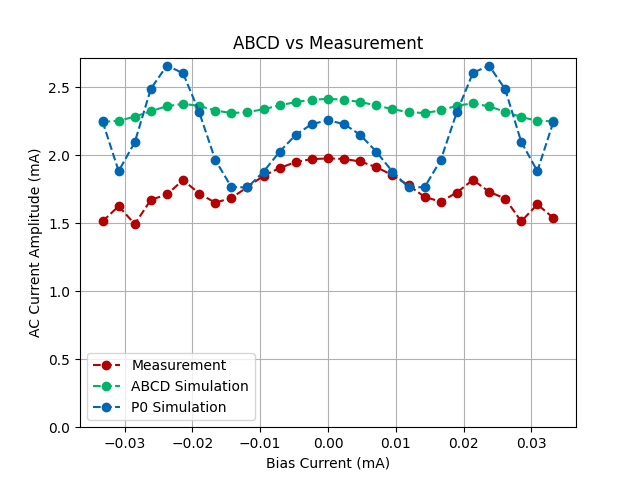 ABCD vs Measurement
AC Current Amplitude (mA)
2.5
2.0
1.5
1.0
0.5
0.0
Measurement
ABCD Simulation
P0 Simulation
−0.03 −0.02 −0.01 0.00 0.01 0.02 0.03
Bias Current (mA)